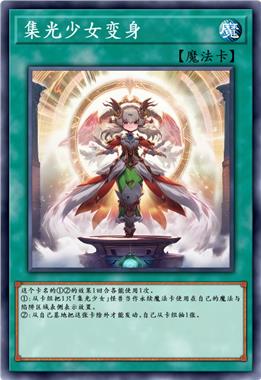 集光少女变身
魔
【魔法卡】
这个卡名的①②的效果1回合各能使用1次。
①:从卡组把1只「集光少女」怪兽当作永续魔法卡使用在自己的魔法与
陷阱区域表侧表示放置。
②:从自己墓地把这张卡除外才能发动。自己从卡组抽1张。